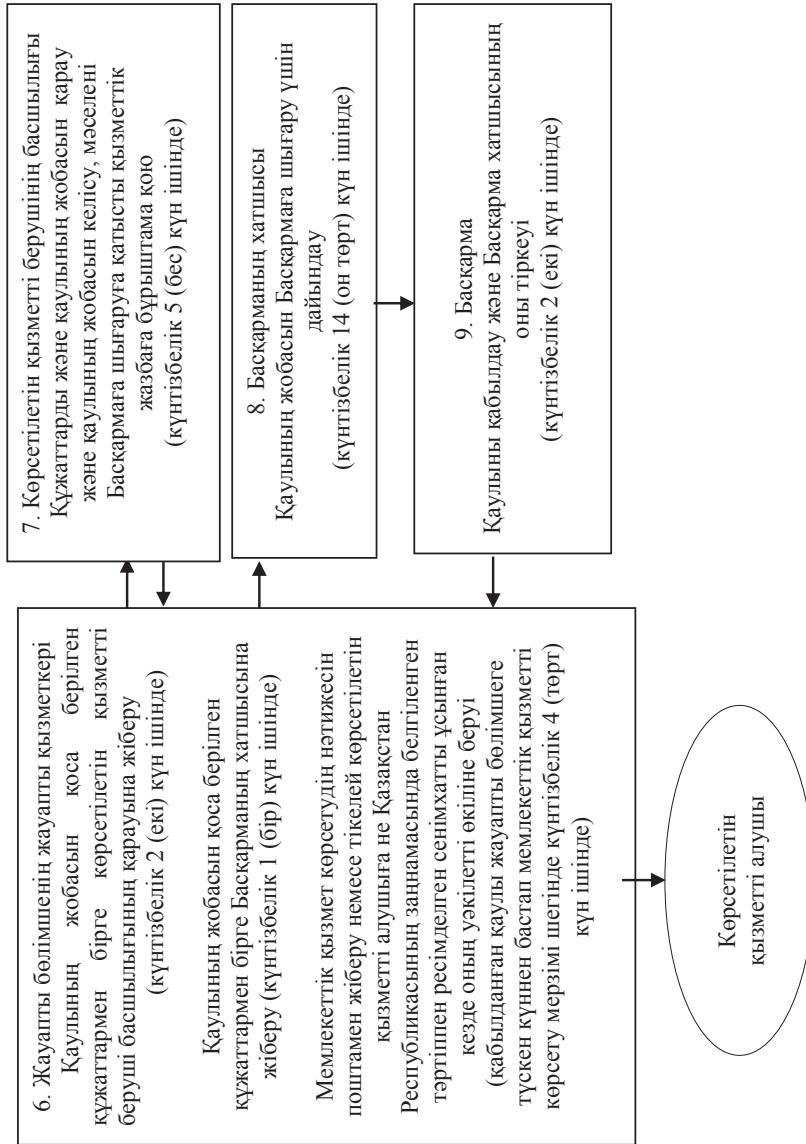 6. Жауапты бөлімшенің жауапты қызметкері
Қаулының жобасын қоса берілген
құжаттармен бірге көрсетілетін қызметті
беруші басшылығының қарауына жіберу
(күнтізбелік 2 (екі) күн ішінде)
Қаулының жобасын қоса берілген
құжаттармен бірге Басқарманың хатшысына
жіберу (күнтізбелік 1 (бір) күн ішінде)
Мемлекеттік қызмет көрсетудің нәтижесін
поштамен жіберу немесе тікелей көрсетілетін
қызметті алушыға не Қазақстан
Республикасының заңнамасында белгіленген
тәртіппен ресімделген сенімхатты ұсынған
кезде оның уәкілетті өкіліне беруі
(қабылданған қаулы жауапты бөлімшеге
түскен күннен бастап мемлекеттік қызметті
көрсету мерзімі шегінде күнтізбелік 4 (төрт)
күн ішінде)
7. Көрсетілетін қызметті берушінің басшылығы
Құжаттарды және қаулының жобасын қарау
және қаулының жобасын келісу, мәселені
Басқармаға шығаруға қатысты қызметтік
жазбаға бұрыштама қою
(күнтізбелік 5 (бес) күн ішінде)
8. Басқарманың хатшысы
Қаулының жобасын Басқармаға шығару үшін
дайындау
(күнтізбелік 14 (он төрт) күн ішінде)
9. Басқарма
Қаулыны қабылдау және Басқарма хатшысының
оны тіркеуі
(күнтізбелік 2 (екі) күн ішінде)
Көрсетілетін
қызметті алушы